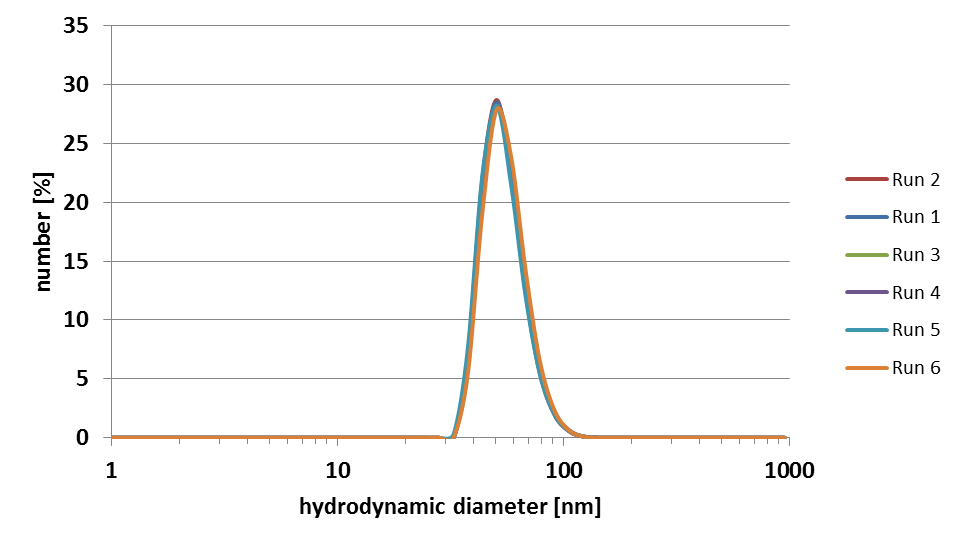 35
30
25
20
15
10
5
0
number [%]
1
10
100
1000
hydrodynamic diameter [nm]
Run 2
Run 1
Run 3
Run 4
Run 5
Run 6